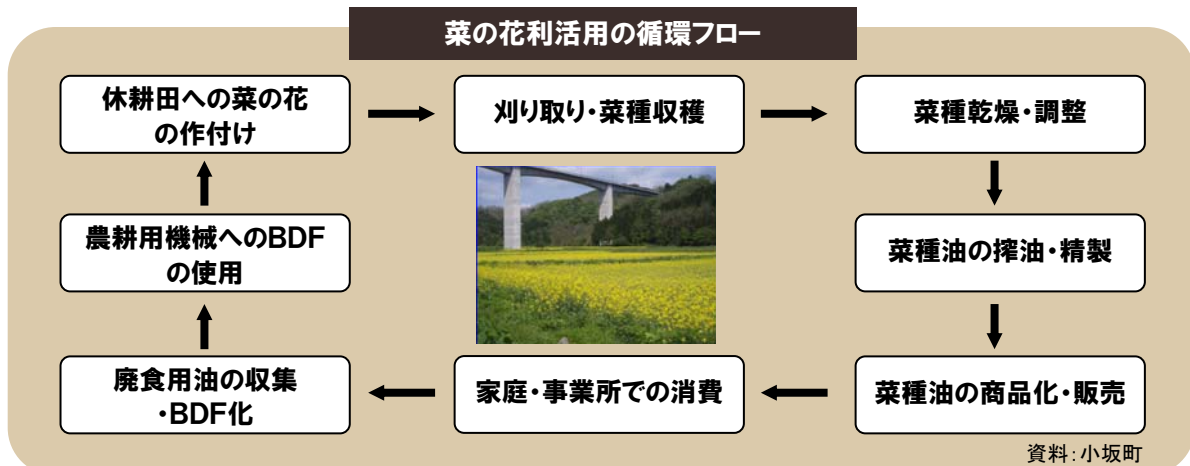 菜の花利活用の循環フロー
休耕田への菜の花
の作付け
刈り取り・菜種収穫
菜種乾燥・調整
農耕用機械へのBDF
の使用
菜種油の搾油・精製
廃食用油の収集
・BDF化
家庭・事業所での消費
菜種油の商品化・販売
資料：小坂町